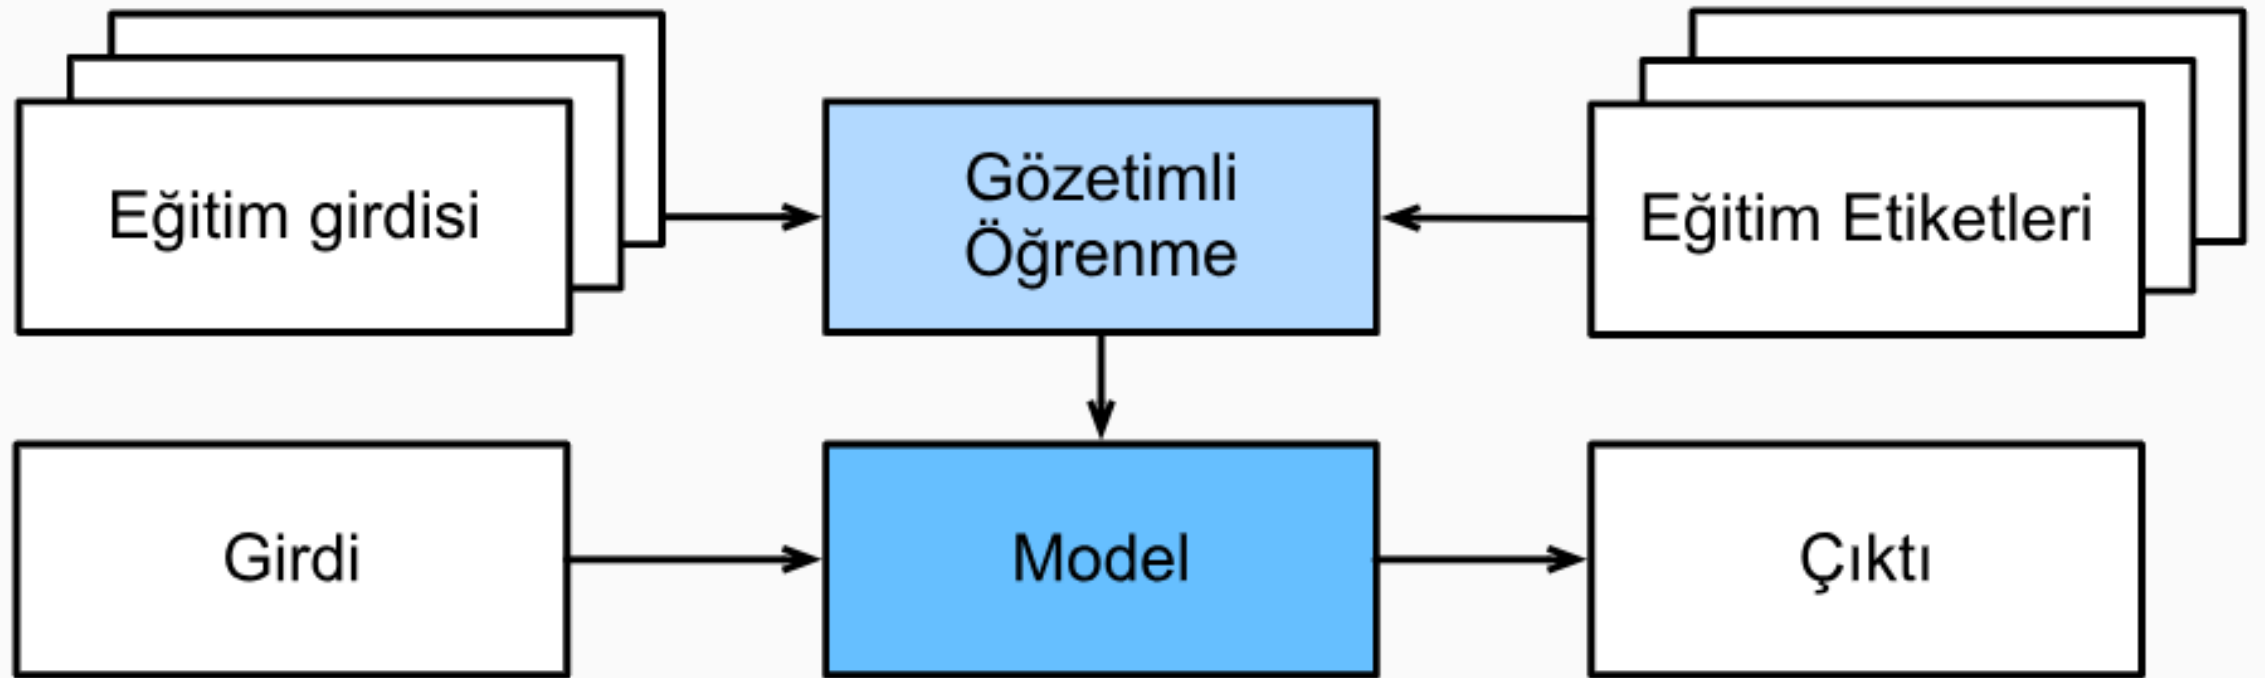 Eğitim girdisi
Gözetimli
Öğrenme
Eğitim Etiketleri
Girdi
Model
Çıktı